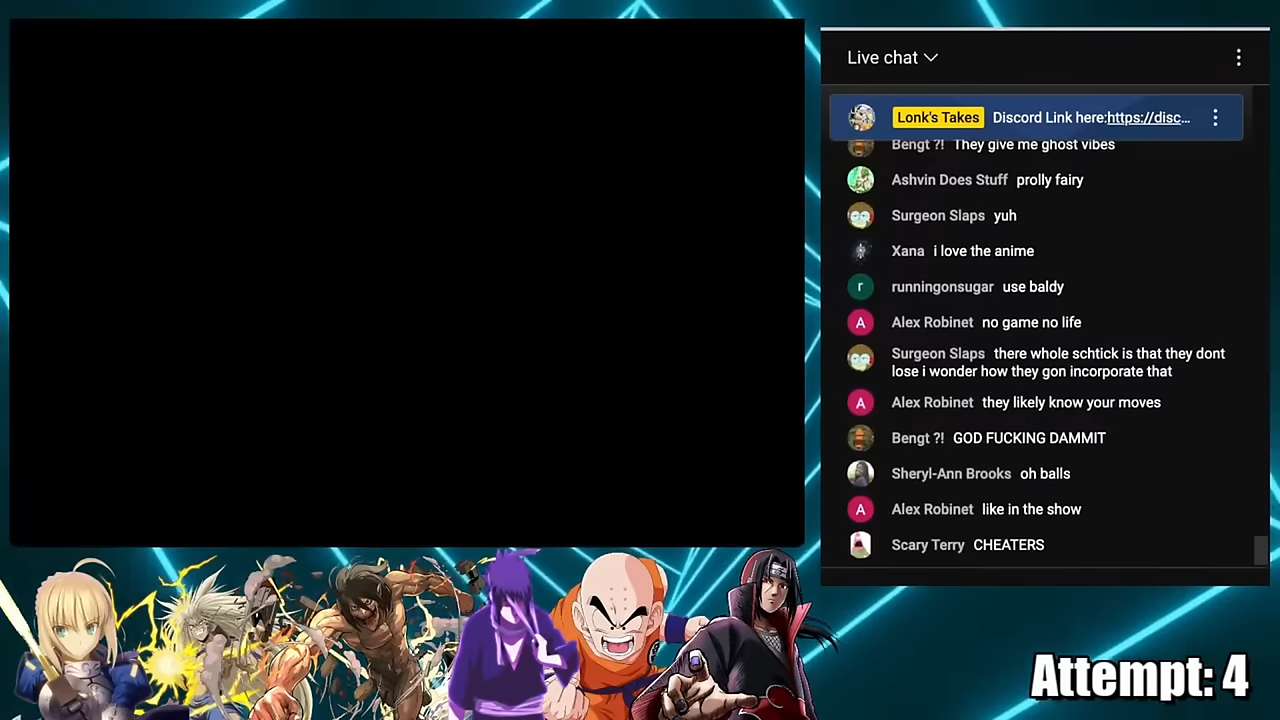 Live chat
Lonk's Takes Discord Link here:https://disc...
Bengt ?! They give me ghost vibes
Ashvin Does Stuff prolly fairy
Surgeon Slaps yuh
Xana i love the anime
r runningonsugar use baldy
A Alex Robinet no game no life
Surgeon Slaps there whole schtick is that they dont
lose i wonder how they gon incorporate that
A Alex Robinet they likely know your moves
Bengt ?! GOD FUCKING DAMMIT
Sheryl-Ann Brooks oh balls
A Alex Robinet like in the show
Scary Terry CHEATERS
Attempt: 4